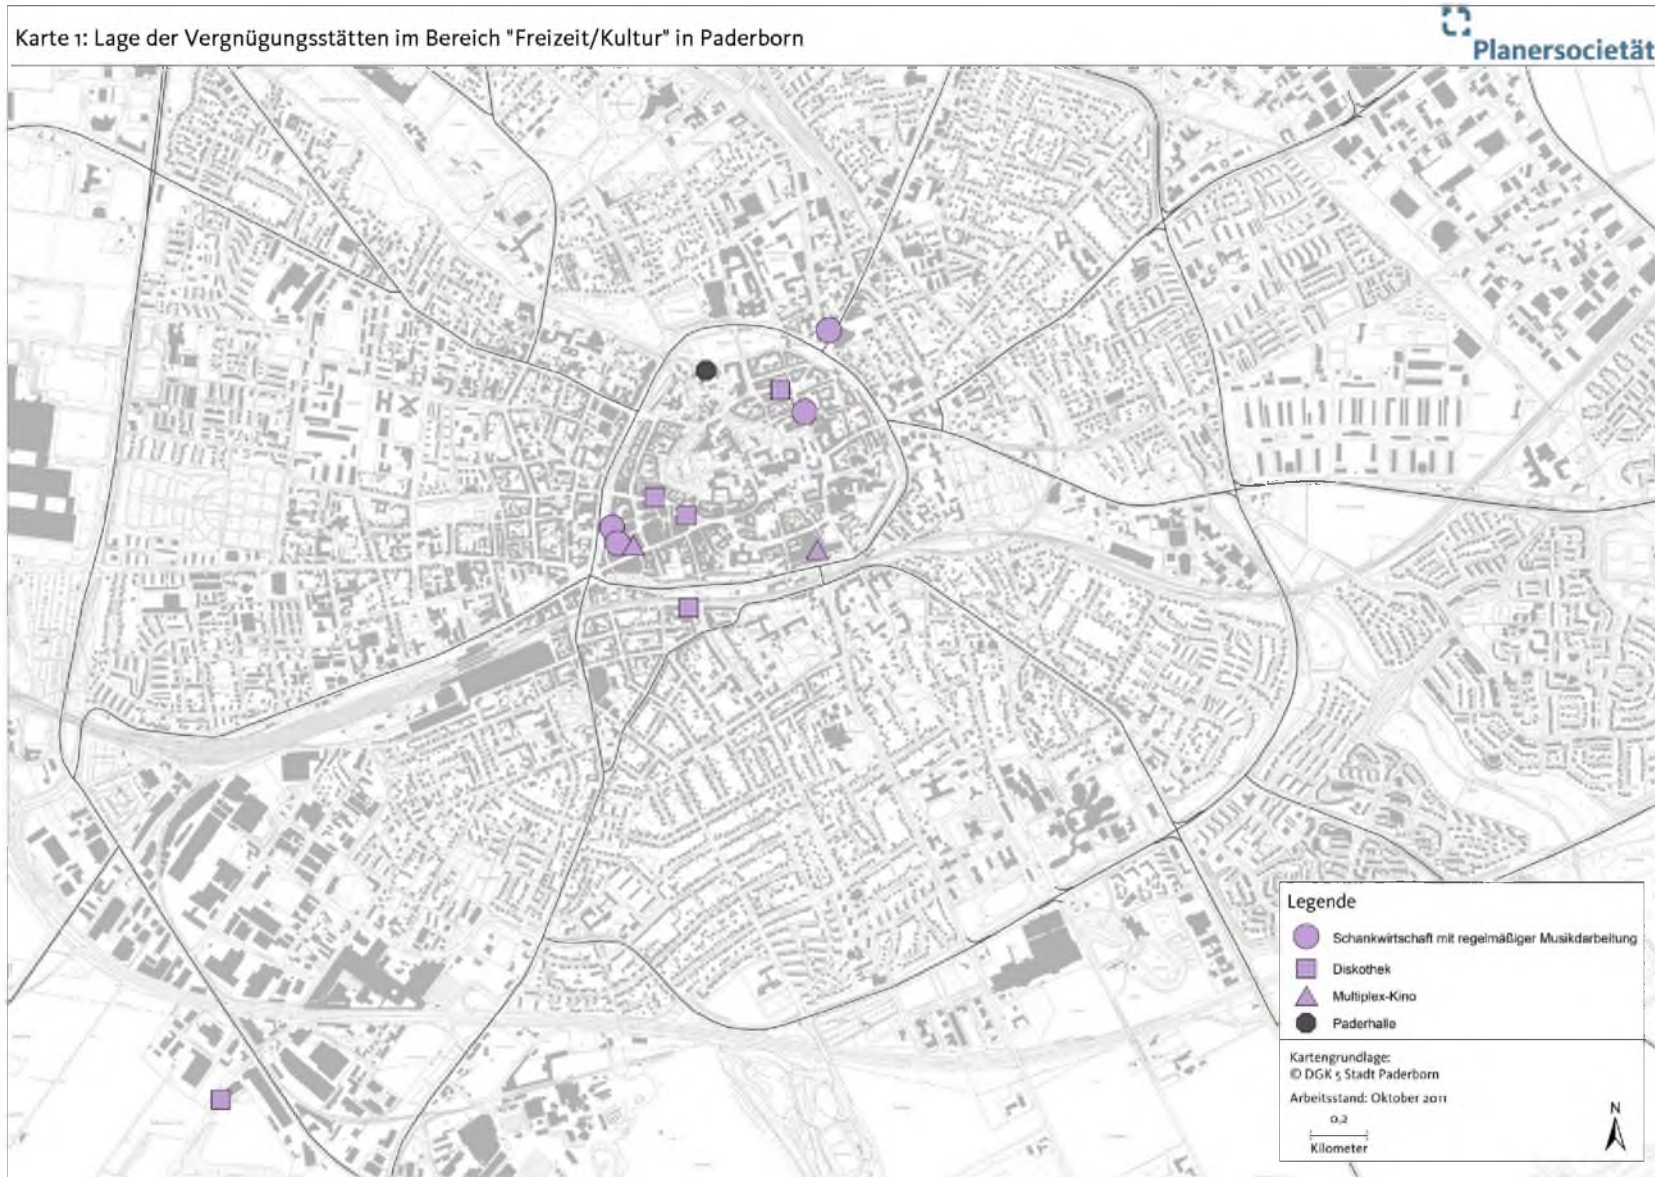 Karte 1: Lage der Vergnügungsstätten im Bereich "Freizeit/Kultur" in Paderborn
Planersocietät
Legende
Schankwirtschaft mit regelmäßiger Musikdarbeitung
Diskothek
Multiplex-Kino
Paderhalle
Kartengrundlage:
© DGK 5 Stadt Paderborn
Arbeitsstand: Oktober 2011
0,2
Kilometer
N